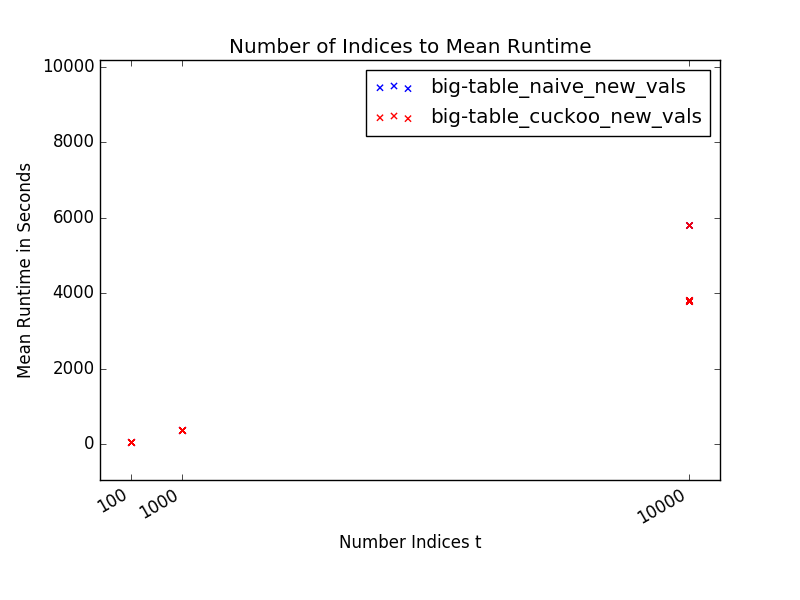 Number of Indices to Mean Runtime
big-table_naive_new_vals
big-table_cuckoo_new_vals
Mean Runtime in Seconds
10000
8000
6000
4000
2000
0
100
1000
10000
Number Indices t